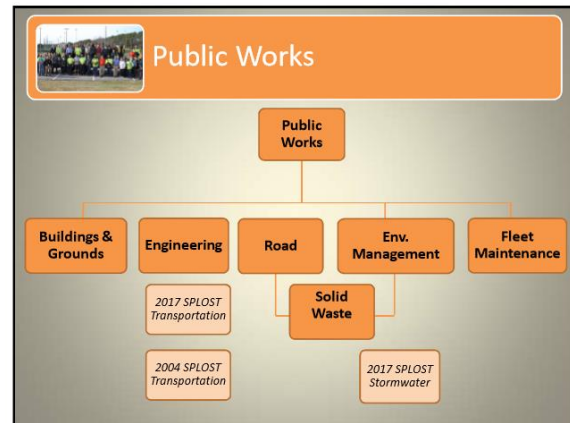 Public Works
Public
Works
Buildings &
Grounds
Engineering
Road
Env.
Management
Fleet
Maintenance
Solid
Waste
2017 SPLOST
Transportation
2004 SPLOST
Transportation
2017 SPLOST
Stormwater